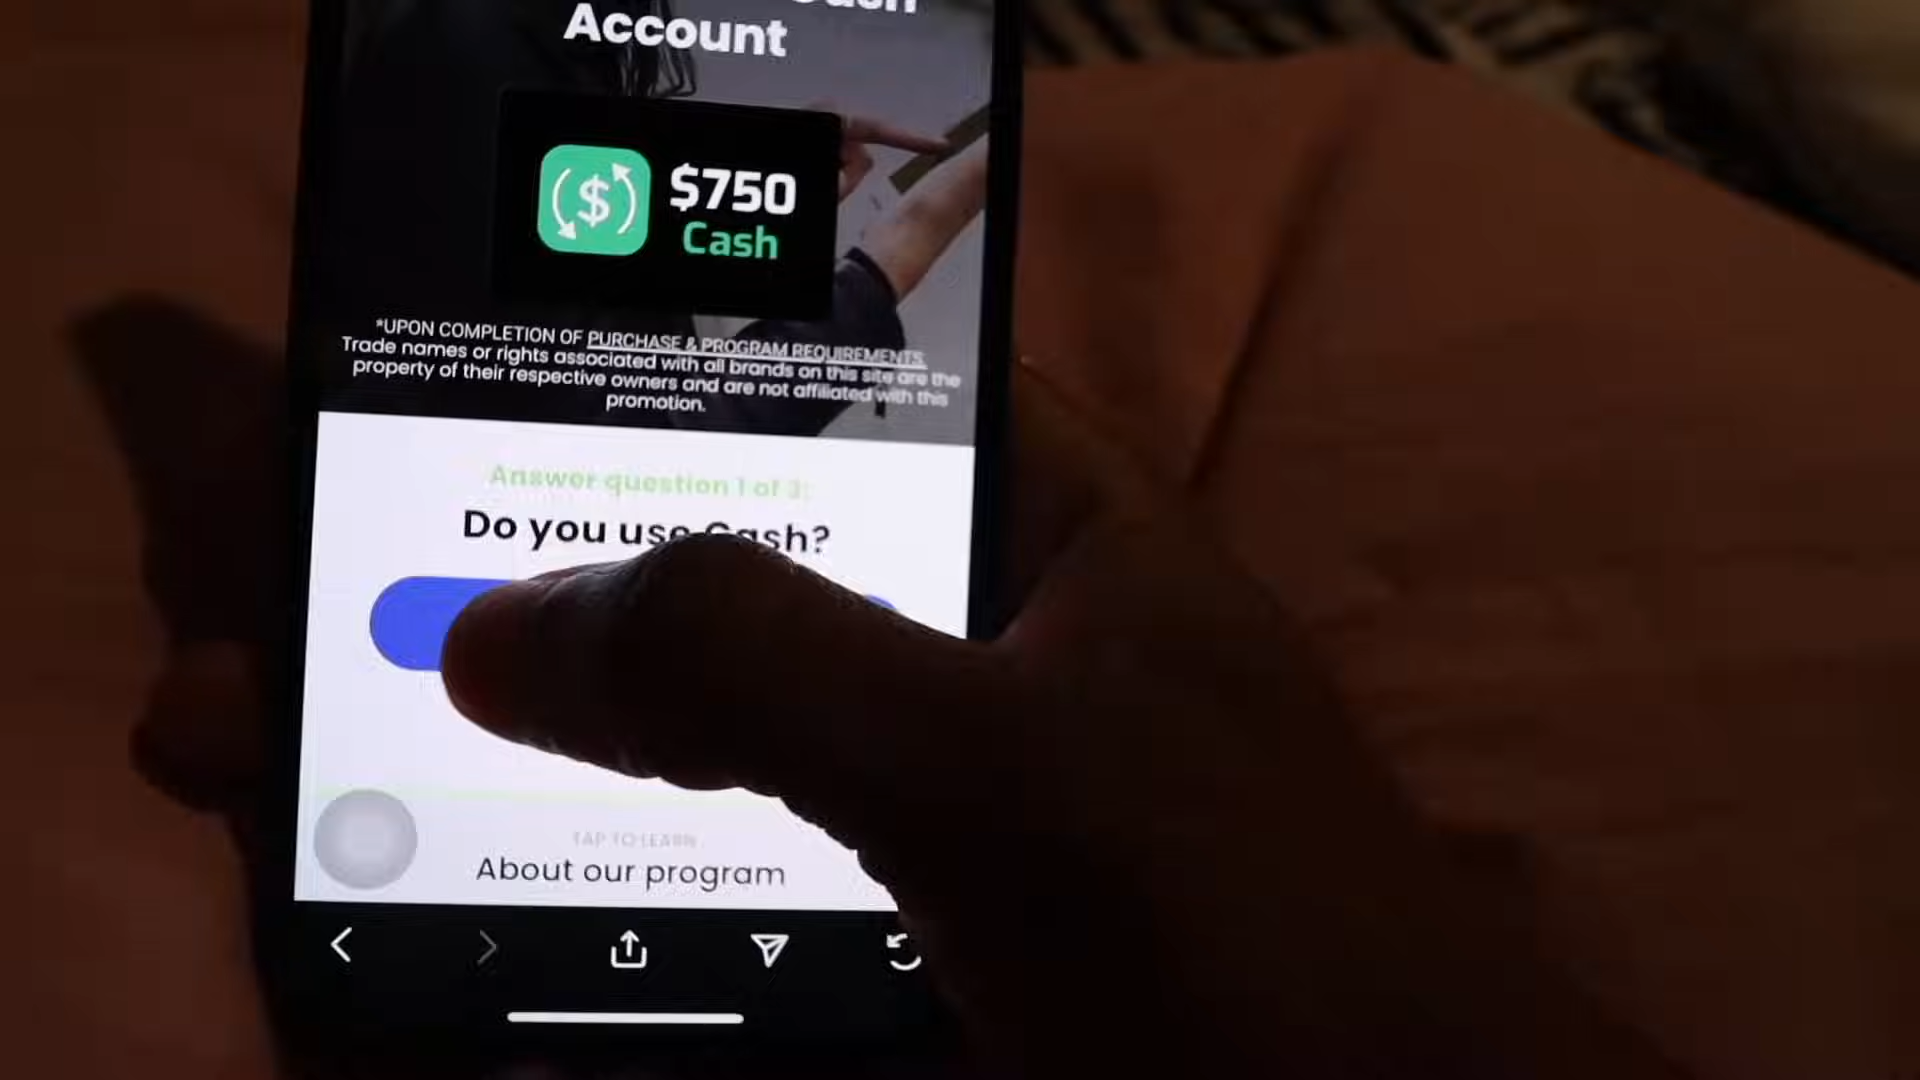 Account
$
$750
Cash
*UPON COMPLETION OF PURCHASE & PROGRAM REQUIREMENTS.
Trade names or rights associated with all brands on this site are the
property of their respective owners and are not affiliated with this
promotion.
Answer question 1 of 3:
Do you use Cash?
TAP TO LEARN
About our program